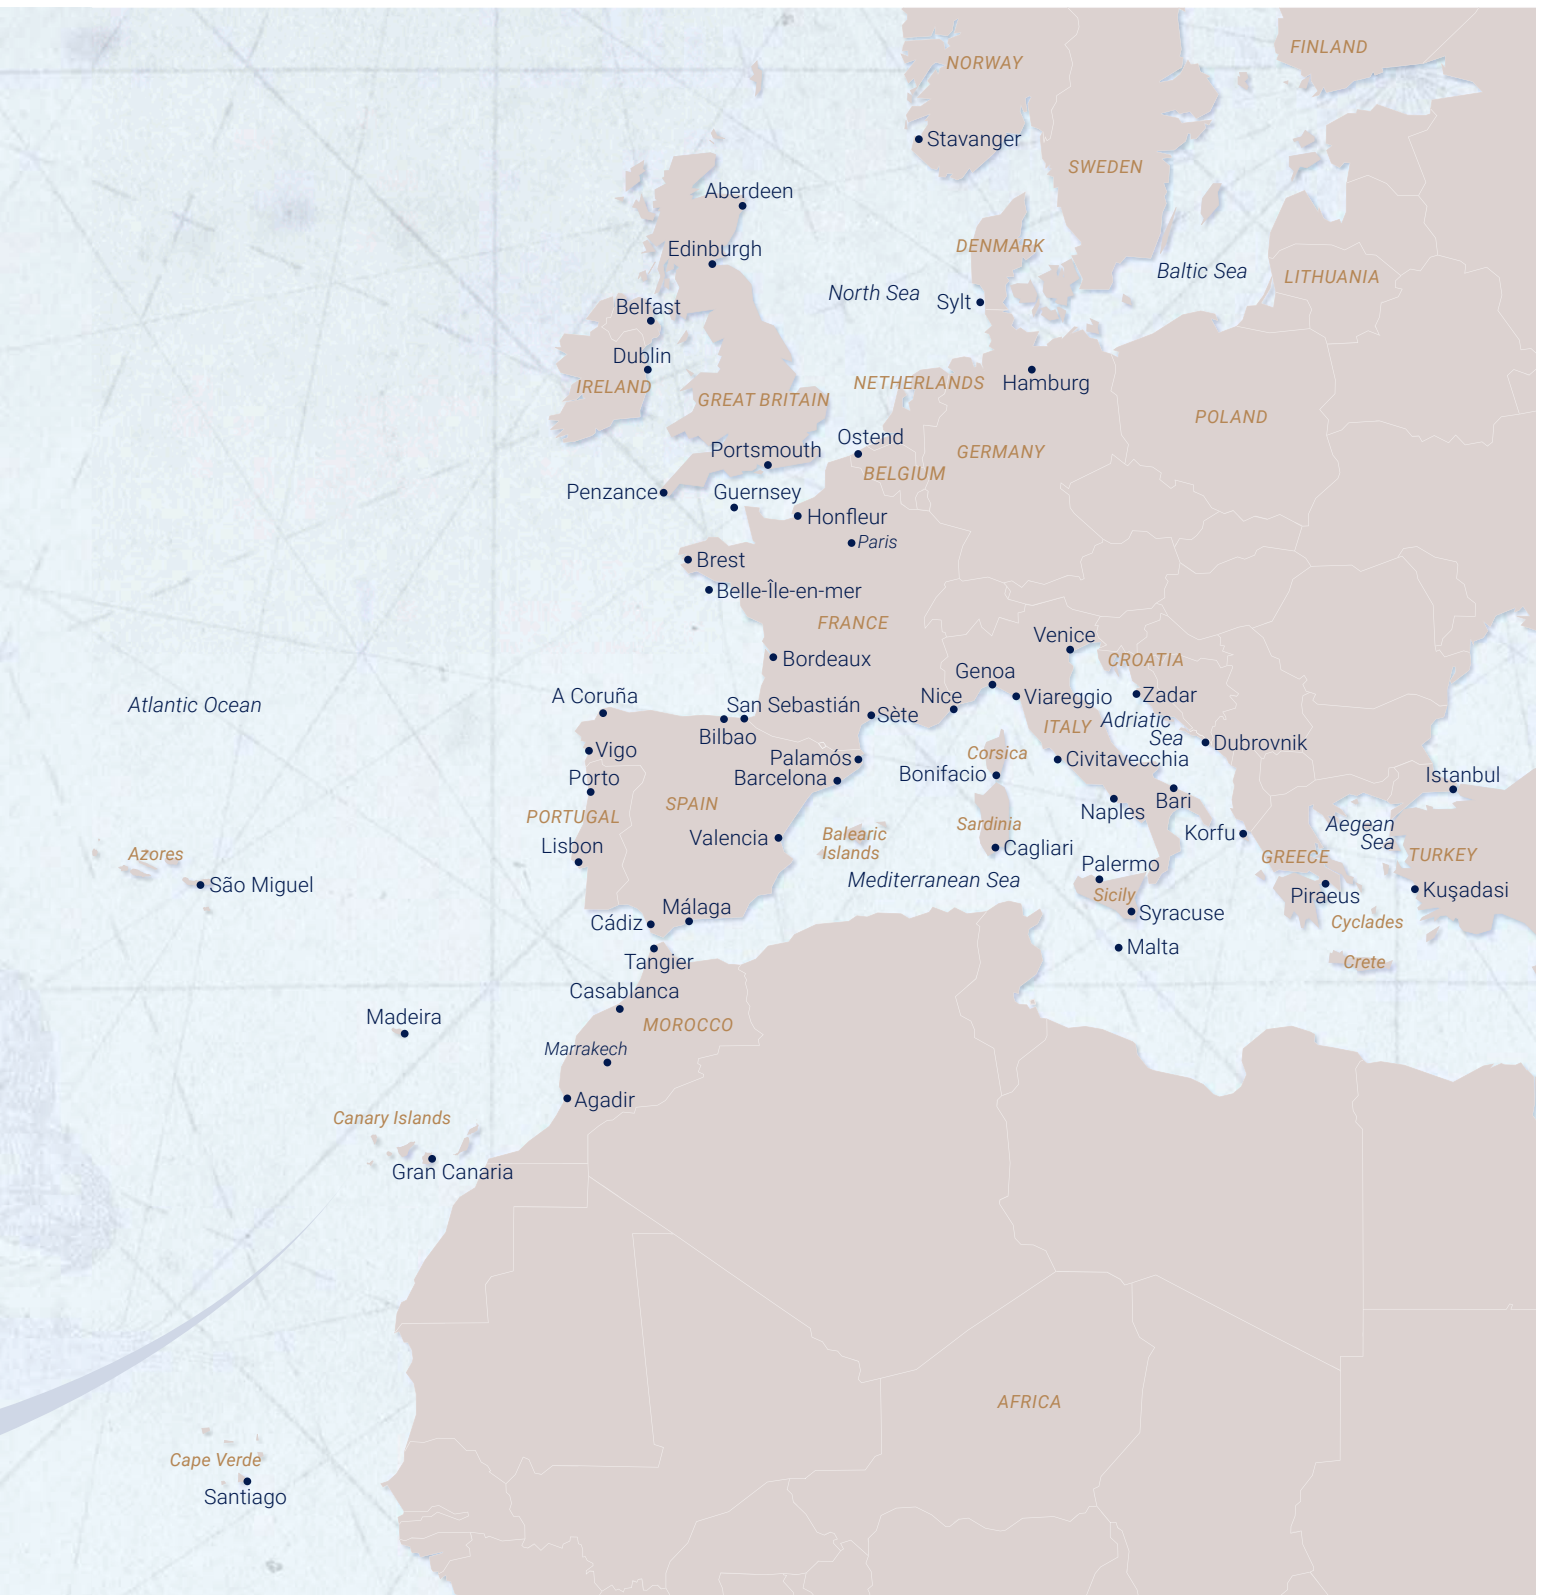 FINLAND
NORWAY
Stavanger
SWEDEN
Aberdeen
DENMARK
Edinburgh
Baltic Sea
LITHUANIA
North Sea
Sylt
Belfast
Dublin
IRELAND
NETHERLANDS
Hamburg
GREAT BRITAIN
POLAND
Ostend
Portsmouth
GERMANY
BELGIUM
Penzance
Guernsey
Honfleur
Paris
Brest
Belle-Île-en-mer
FRANCE
Venice
Bordeaux
CROATIA
Genoa
A Coruña
Nice
Viareggio
Zadar
Atlantic Ocean
San Sebastián
Sète
ITALY
Adriatic
Sea
Bilbao
Dubrovnik
Vigo
Corsica
Palamós
Civitavecchia
Porto
Barcelona
Bonifacio
Istanbul
SPAIN
Bari
Naples
PORTUGAL
Sardinia
Aegean
Sea
Valencia
Balearic
Islands
Korfu
Lisbon
Cagliari
Azores
GREECE
TURKEY
Palermo
Mediterranean Sea
São Miguel
Sicily
Piraeus
Kuşadasi
Málaga
Syracuse
Cádiz
Cyclades
Malta
Tangier
Crete
Casablanca
Madeira
MOROCCO
Marrakech
Agadir
Canary Islands
Gran Canaria
AFRICA
Cape Verde
Santiago